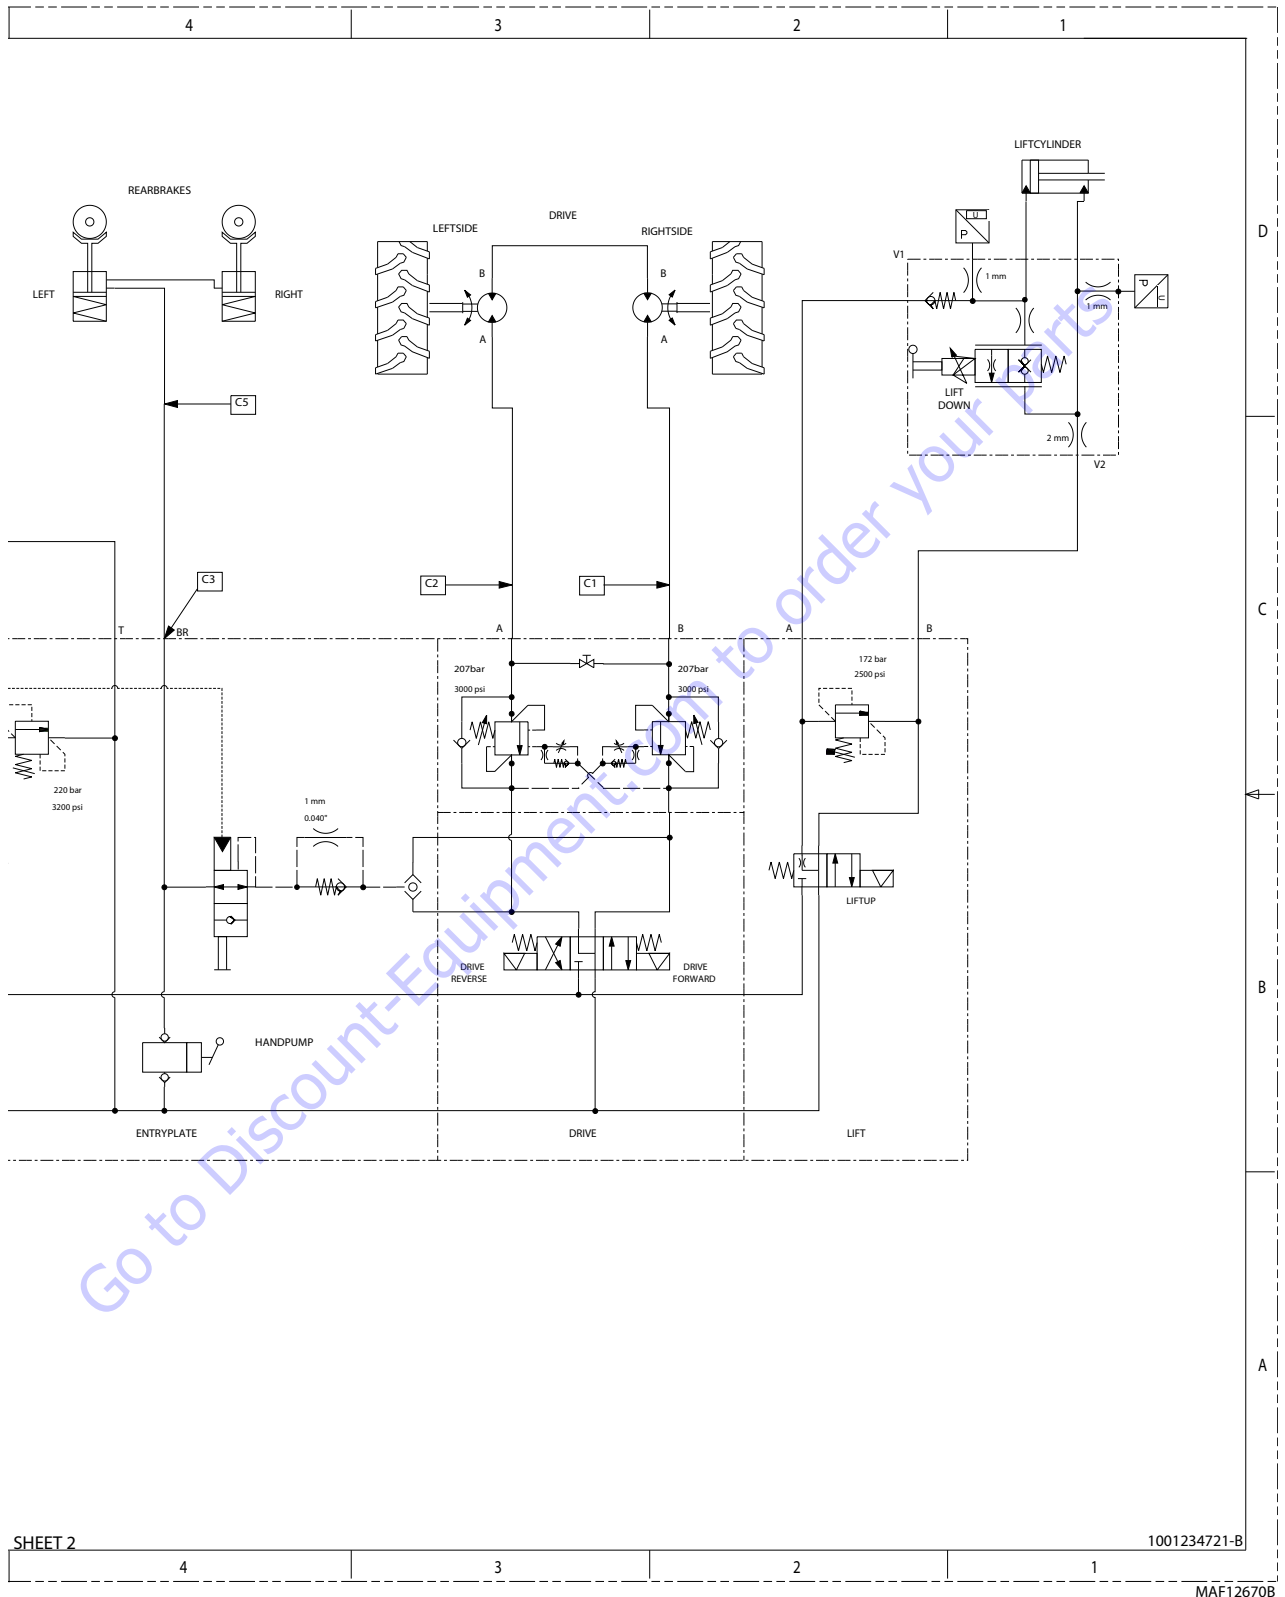 4 3 2 1
LIFTCYLINDER
REARBRAKES
LEFTSIDE
DRIVE
RIGHTSIDE
D
U
P
V1
B
B
1 mm
P
U
LEFT
RIGHT
1 mm
A
A
LIFT
DOWN
C5
2 mm
V2
C3
C2
C1
C
T
BR
A
B
A
B
207bar
3000 psi
207bar
3000 psi
172 bar
2500 psi
220 bar
3200 psi
1 mm
0.040"
LIFTUP
DRIVE
REVERSE
DRIVE
FORWARD
B
HANDPUMP
ENTRYPLATE
DRIVE
LIFT
Go to Discount-Equipment.com to order your parts
A
SHEET 2
1001234721-B
4 3 2 1
MAF12670B